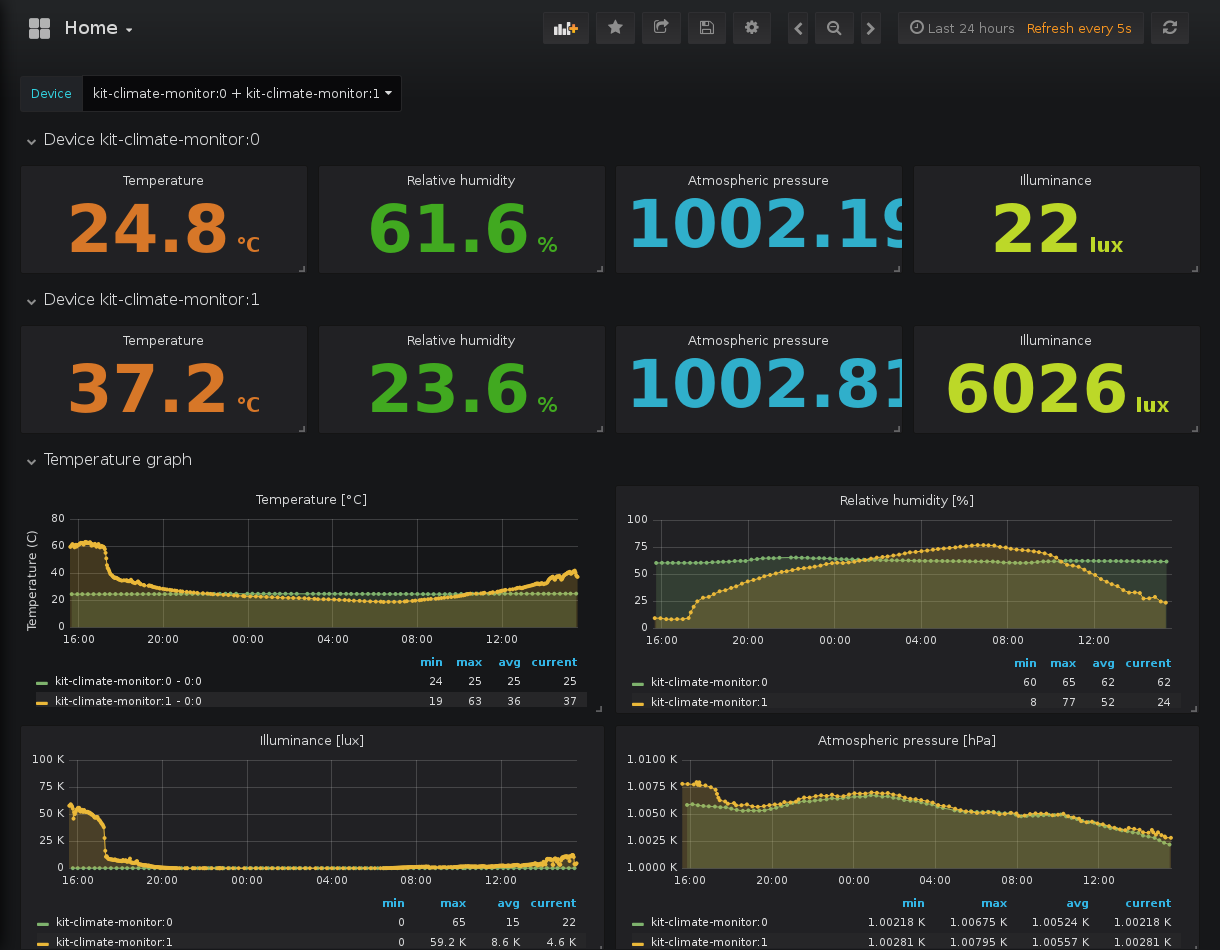 Home
Last 24 hours Refresh every 5s
Device kit-climate-monitor:0 + kit-climate-monitor:1
Device kit-climate-monitor:0
Temperature Relative humidity Atmospheric pressure Illuminance
24.8 °C 61.6 % 1002.19 22 lux
Device kit-climate-monitor:1
Temperature Relative humidity Atmospheric pressure Illuminance
37.2 °C 23.6 % 1002.81 6026 lux
Temperature graph
Temperature [°C]
Temperature (C)
80
60
40
20
0
16:00 20:00 00:00 04:00 08:00 12:00
min max avg current
kit-climate-monitor:0 - 0:0 24 25 25 25
kit-climate-monitor:1 - 0:0 19 63 36 37
Relative humidity [%]
100
75
50
25
0
16:00 20:00 00:00 04:00 08:00 12:00
min max avg current
kit-climate-monitor:0 60 65 62 62
kit-climate-monitor:1 8 77 52 24
Illuminance [lux]
100 K
75 K
50 K
25 K
0
16:00 20:00 00:00 04:00 08:00 12:00
min max avg current
kit-climate-monitor:0 0 65 15 22
kit-climate-monitor:1 0 59.2 K 8.6 K 4.6 K
Atmospheric pressure [hPa]
1.0100 K
1.0075 K
1.0050 K
1.0025 K
1.0000 K
16:00 20:00 00:00 04:00 08:00 12:00
min max avg current
kit-climate-monitor:0 1.00218 K 1.00675 K 1.00524 K 1.00218 K
kit-climate-monitor:1 1.00281 K 1.00795 K 1.00557 K 1.00281 K